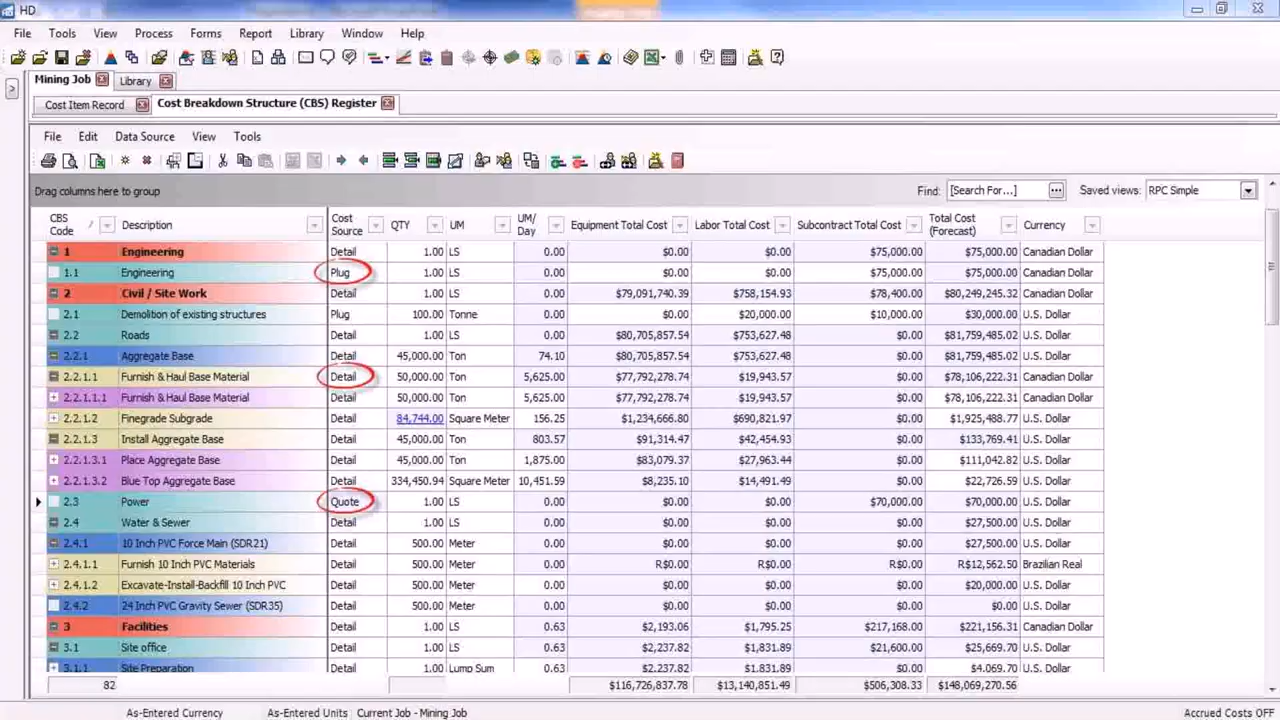 HD
File Tools View Process Forms Report Library Window Help
Mining Job Library
Cost Item Record Cost Breakdown Structure (CBS) Register
File Edit Data Source View Tools
Drag columns here to group Find: [Search For...] Saved views: RPC Simple
CBS Code Description Cost Source QTY UM UM/ Day Equipment Total Cost Labor Total Cost Subcontract Total Cost Total Cost (Forecast) Currency
1 Engineering Detail 1.00 LS 0.00 $0.00 $0.00 $75,000.00 $75,000.00 Canadian Dollar
1.1 Engineering Plug 1.00 LS 0.00 $0.00 $0.00 $75,000.00 $75,000.00 Canadian Dollar
2 Civil / Site Work Detail 1.00 LS 0.00 $79,091,740.39 $758,154.93 $78,400.00 $80,249,245.32 Canadian Dollar
2.1 Demolition of existing structures Plug 100.00 Tonne 0.00 $0.00 $20,000.00 $10,000.00 $30,000.00 U.S. Dollar
2.2 Roads Detail 1.00 LS 0.00 $80,705,857.54 $753,627.48 $0.00 $81,759,485.02 U.S. Dollar
2.2.1 Aggregate Base Detail 45,000.00 Ton 74.10 $80,705,857.54 $753,627.48 $0.00 $81,759,485.02 U.S. Dollar
2.2.1.1 Furnish & Haul Base Material Detail 50,000.00 Ton 5,625.00 $77,792,278.74 $19,943.57 $0.00 $78,106,222.31 Canadian Dollar
2.2.1.1.1 Furnish & Haul Base Material Detail 50,000.00 Ton 5,625.00 $77,792,278.74 $19,943.57 $0.00 $78,106,222.31 Canadian Dollar
2.2.1.2 Finegrade Subgrade Detail 84,744.00 Square Meter 156.25 $1,234,666.80 $690,821.97 $0.00 $1,925,488.77 U.S. Dollar
2.2.1.3 Install Aggregate Base Detail 45,000.00 Ton 803.57 $91,314.47 $42,454.93 $0.00 $133,769.41 U.S. Dollar
2.2.1.3.1 Place Aggregate Base Detail 45,000.00 Ton 1,875.00 $83,079.37 $27,963.44 $0.00 $111,042.82 U.S. Dollar
2.2.1.3.2 Blue Top Aggregate Base Detail 334,450.94 Square Meter 10,451.59 $8,235.10 $14,491.49 $0.00 $22,726.59 U.S. Dollar
2.3 Power Quote 1.00 LS 0.00 $0.00 $0.00 $70,000.00 $70,000.00 U.S. Dollar
2.4 Water & Sewer Detail 1.00 LS 0.00 $0.00 $0.00 $0.00 $27,500.00 U.S. Dollar
2.4.1 10 Inch PVC Force Main (SDR21) Detail 500.00 Meter 0.00 $0.00 $0.00 $0.00 $27,500.00 U.S. Dollar
2.4.1.1 Furnish 10 Inch PVC Materials Detail 500.00 Meter 0.00 R$0.00 R$0.00 R$0.00 R$12,562.50 Brazilian Real
2.4.1.2 Excavate-Install-Backfill 10 Inch PVC Detail 500.00 Meter 0.00 $0.00 $0.00 $0.00 $20,000.00 U.S. Dollar
2.4.2 24 Inch PVC Gravity Sewer (SDR35) Detail 500.00 Meter 0.00 $0.00 $0.00 $0.00 $0.00 U.S. Dollar
3 Facilities Detail 1.00 LS 0.63 $2,193.06 $1,795.25 $217,168.00 $221,156.31 Canadian Dollar
3.1 Site office Detail 1.00 LS 0.63 $2,237.82 $1,831.89 $21,600.00 $25,669.70 U.S. Dollar
3.1.1 Site Preparation Detail 1.00 Lump Sum 0.63 $2,237.82 $1,831.89 $0.00 $4,069.70 U.S. Dollar
82 $116,726,837.78 $13,140,851.49 $506,308.33 $148,069,270.56
As-Entered Currency As-Entered Units Current Job - Mining Job Accrued Costs OFF